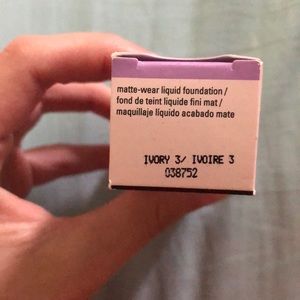 matte-wear liquid foundation /
fond de teint liquide fini mat /
maquillaje líquido acabado mate
IVORY 3/ IVOIRE 3
038752